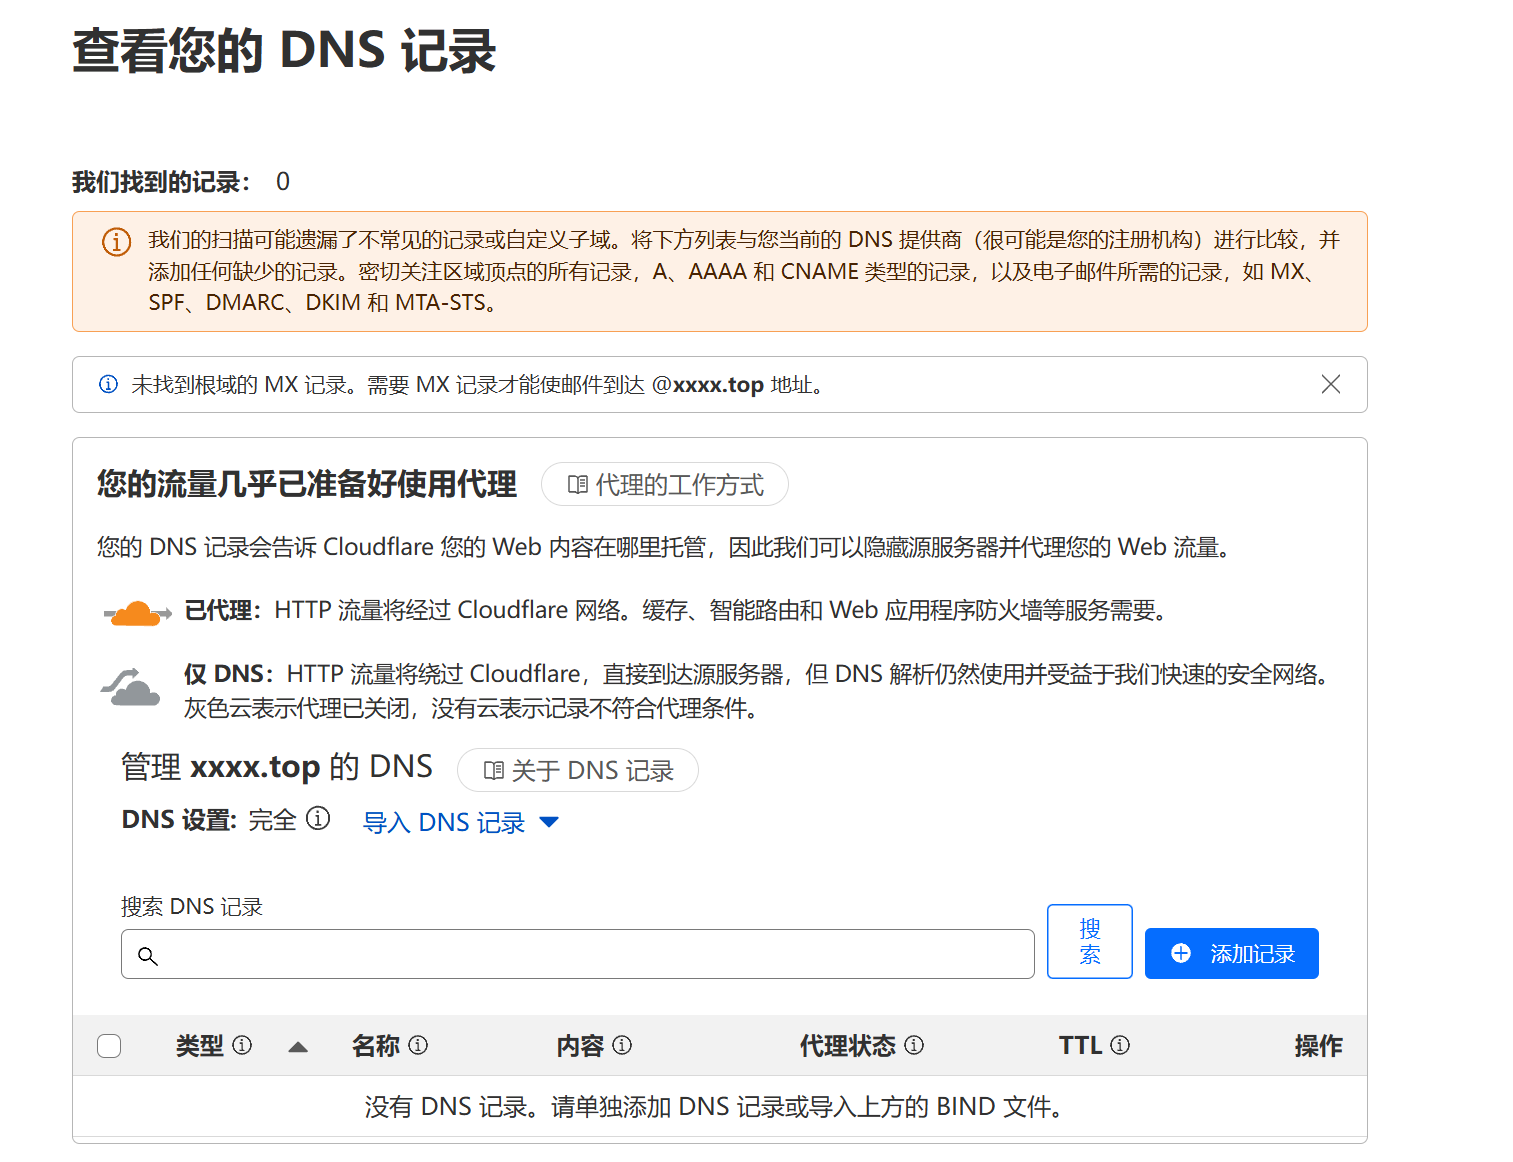 查看您的 DNS 记录
我们找到的记录： 0
我们的扫描可能遗漏了不常见的记录或自定义子域。将下方列表与您当前的 DNS 提供商（很可能是您的注册机构）进行比较，并
添加任何缺少的记录。密切关注区域顶点的所有记录，A、AAAA 和 CNAME 类型的记录，以及电子邮件所需的记录，如 MX、
SPF、DMARC、DKIM 和 MTA-STS。
未找到根域的 MX 记录。需要 MX 记录才能使邮件到达 @xxxx.top 地址。
您的流量几乎已准备好使用代理 代理的工作方式
您的 DNS 记录会告诉 Cloudflare 您的 Web 内容在哪里托管，因此我们可以隐藏源服务器并代理您的 Web 流量。
已代理：HTTP 流量将经过 Cloudflare 网络。缓存、智能路由和 Web 应用程序防火墙等服务需要。
仅 DNS：HTTP 流量将绕过 Cloudflare，直接到达源服务器，但 DNS 解析仍然使用并受益于我们快速的安全网络。
灰色云表示代理已关闭，没有云表示记录不符合代理条件。
管理 xxxx.top 的 DNS 关于 DNS 记录
DNS 设置: 完全 导入 DNS 记录
搜索 DNS 记录
搜
索
添加记录
类型 名称 内容 代理状态 TTL 操作
没有 DNS 记录。请单独添加 DNS 记录或导入上方的 BIND 文件。